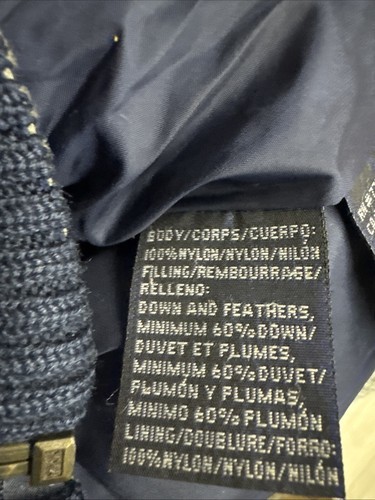 BODY/CORPS/CUERPO:
100%NYLON/NYLON/NILÓN
FILLING/REMBOURRAGE/
RELLENO:
DOWN AND FEATHERS,
MINIMUM 60%DOWN/
DUVET ET PLUMES,
MINIMUM 60%DUVET/
PLUMÓN Y PLUMAS,
MINIMO 60%PLUMÓN
LINING/DOUBLURE/FORRO:
100%NYLON/NYLON/NILÓN